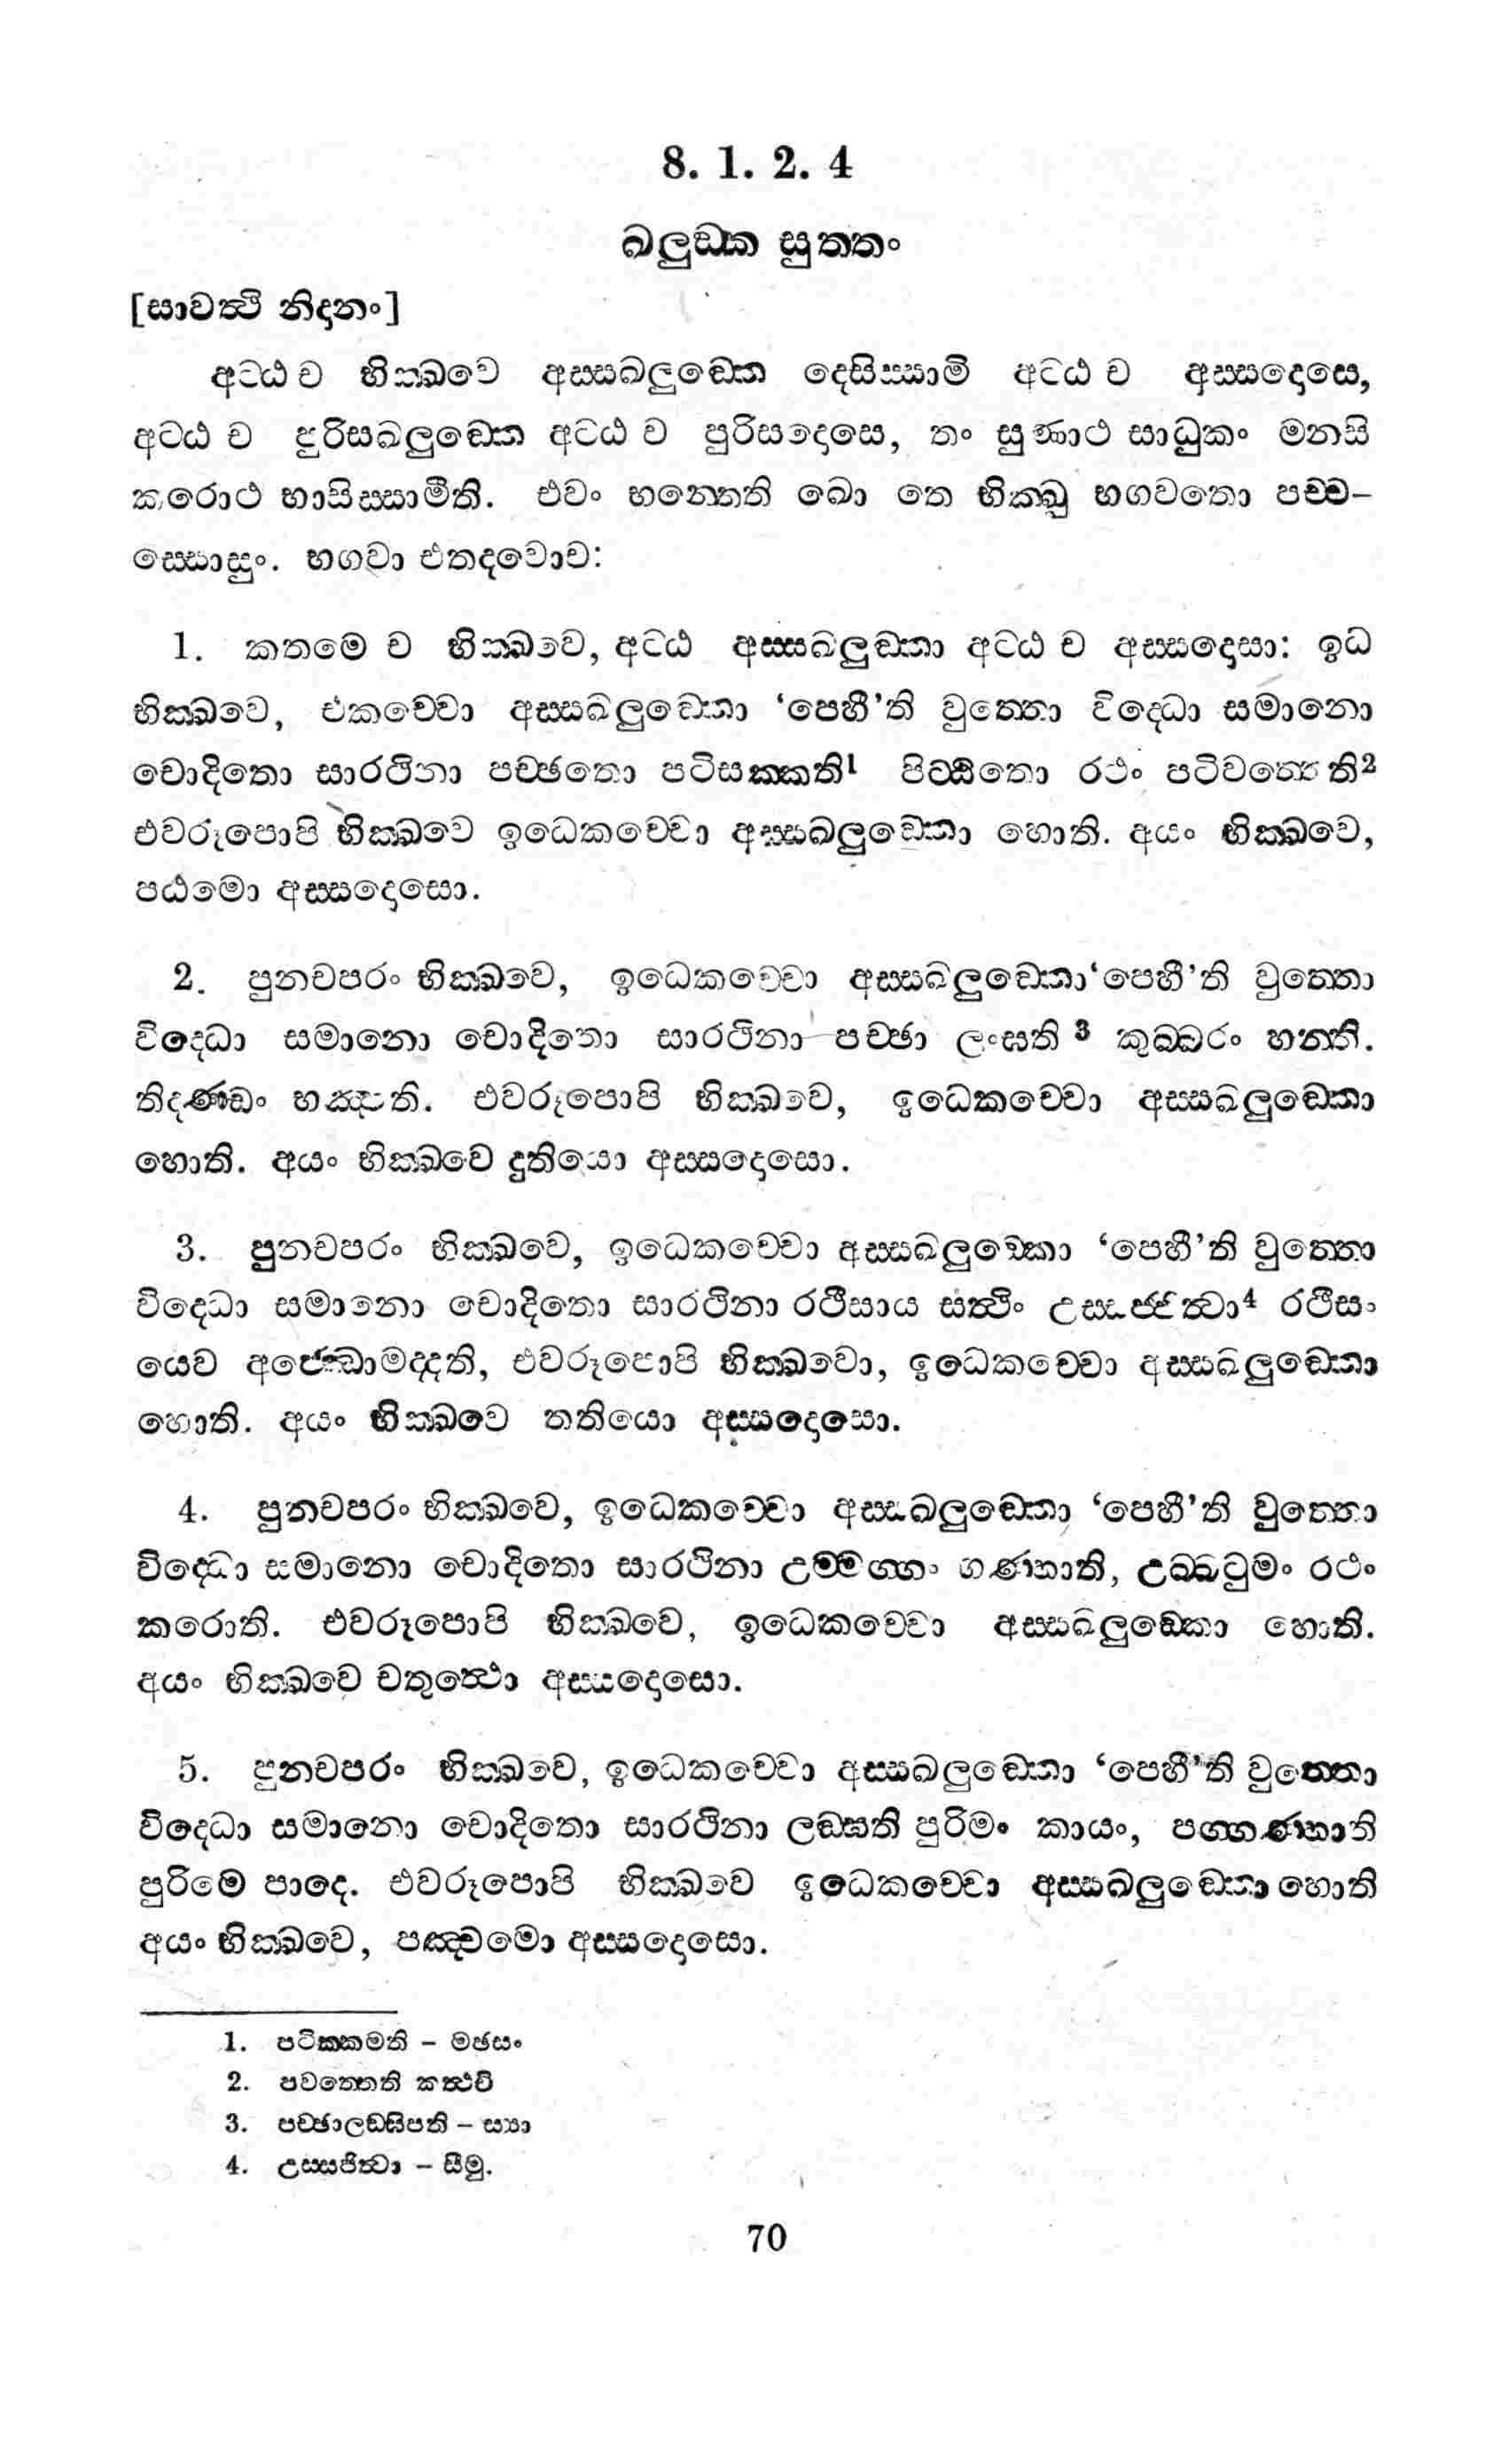 8. 1. 2. 4
ඛලුඞ්ක සුත්තං
[සාවත්ථි නිදානං]
අට්ඨ ච භික්ඛවෙ අස්සඛලුඞ්කෙ දෙසිස්සාමි අට්ඨ ච අස්සදොසෙ,
අට්ඨ ච පුරිසඛලුඞ්කෙ අට්ඨ ච පුරිසදොසෙ, තං සුණාථ සාධුකං මනසි
කරොථ භාසිස්සාමීති. එවං භන්තෙති ඛො තෙ භික්ඛූ භගවතො පච්ච-
ස්සොසුං. භගවා එතදවොච:
1. කතමෙ ච භික්ඛවෙ, අට්ඨ අස්සඛලුඞ්කා අට්ඨ ච අස්සදොසා: ඉධ
භික්ඛවෙ, එකච්චො අස්සඛලුඞ්කො ‘පෙහී’ති වුත්තො විද්ධො සමානො
චොදිතො සාරථිනා පච්ඡතො පටිසක්කති1 පිට්ඨිතො රථං පටිවත්තෙති2
එවරූපොපි භික්ඛවෙ ඉධෙකච්චො අස්සඛලුඞ්කො හොති. අයං භික්ඛවෙ,
පඨමො අස්සදොසො.
2. පුනචපරං භික්ඛවෙ, ඉධෙකච්චො අස්සඛලුඞ්කො ‘පෙහී’ති වුත්තො
විද්ධො සමානො චොදිතො සාරථිනා පච්ඡා ලංඝති 3 කුබ්බරං හන්ති.
තිදණ්ඩං භඤ්ජති. එවරූපොපි භික්ඛවෙ, ඉධෙකච්චො අස්සඛලුඞ්කො
හොති. අයං භික්ඛවෙ දුතියො අස්සදොසො.
3. පුනචපරං භික්ඛවෙ, ඉධෙකච්චො අස්සඛලුඞ්කො ‘පෙහී’ති වුත්තො
විද්ධො සමානො චොදිතො සාරථිනා රථීසාය සත්ථිං උස්සජ්ජිත්වා4 රථීසං
යෙව අජ්ඣොමද්දති, එවරූපොපි භික්ඛවො, ඉධෙකච්චො අස්සඛලුඞ්කො
හොති. අයං භික්ඛවෙ තතියො අස්සදොසො.
4. පුනචපරං භික්ඛවෙ, ඉධෙකච්චො අස්සඛලුඞ්කො ‘පෙහී’ති වුත්තො
විද්ධො සමානො චොදිතො සාරථිනා උම්මග්ගං ගණ්හාති, උබ්බටුමං රථං
කරොති. එවරූපොපි භික්ඛවෙ, ඉධෙකච්චො අස්සඛලුඞ්කො හොති.
අයං භික්ඛවෙ චතුත්ථො අස්සදොසො.
5. පුනචපරං භික්ඛවෙ, ඉධෙකච්චො අස්සඛලුඞ්කො ‘පෙහී’ති වුත්තො
විද්ධො සමානො චොදිතො සාරථිනා ලඞ්ඝති පුරිමං කායං, පග්ගණ්හාති
පුරිමෙ පාදෙ. එවරූපොපි භික්ඛවෙ ඉධෙකච්චො අස්සඛලුඞ්කො හොති
අයං භික්ඛවෙ, පඤ්චමො අස්සදොසො.
1. පටික්කමති – මඡසං
2. පවත්තෙති කත්ථචි
3. පච්ඡාලඞ්ඝිපති – ස්‍යා
4. උස්සජිත්වා – සීමු.
70